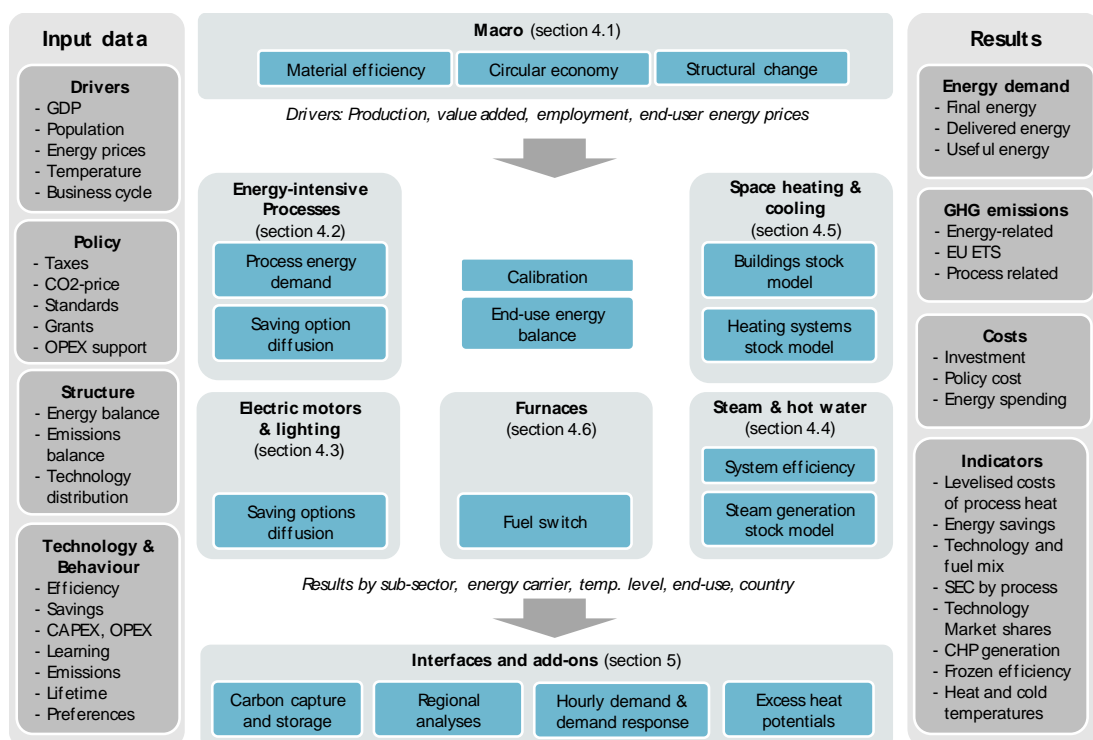 Input data
Drivers
- GDP
- Population
- Energy prices
- Temperature
- Business cycle
Policy
- Taxes
- CO2-price
- Standards
- Grants
- OPEX support
Structure
- Energy balance
- Emissions
balance
- Technology
distribution
Technology &
Behaviour
- Efficiency
- Savings
- CAPEX, OPEX
- Learning
- Emissions
- Lifetime
- Preferences
Macro (section 4.1)
Material efficiency
Circular economy
Structural change
Drivers: Production, value added, employment, end-user energy prices
Energy-intensive
Processes
(section 4.2)
Process energy
demand
Saving option
diffusion
Calibration
End-use energy
balance
Space heating &
cooling
(section 4.5)
Buildings stock
model
Heating systems
stock model
Electric motors
& lighting
(section 4.3)
Saving options
diffusion
Furnaces
(section 4.6)
Fuel switch
Steam & hot water
(section 4.4)
System efficiency
Steam generation
stock model
Results by sub-sector, energy carrier, temp. level, end-use, country
Interfaces and add-ons (section 5)
Carbon capture
and storage
Regional
analyses
Hourly demand &
demand response
Excess heat
potentials
Results
Energy demand
- Final energy
- Delivered energy
- Useful energy
GHG emissions
- Energy-related
- EU ETS
- Process related
Costs
- Investment
- Policy cost
- Energy spending
Indicators
- Levelised costs
of process heat
- Energy savings
- Technology and
fuel mix
- SEC by process
- Technology
Market shares
- CHP generation
- Frozen efficiency
- Heat and cold
temperatures